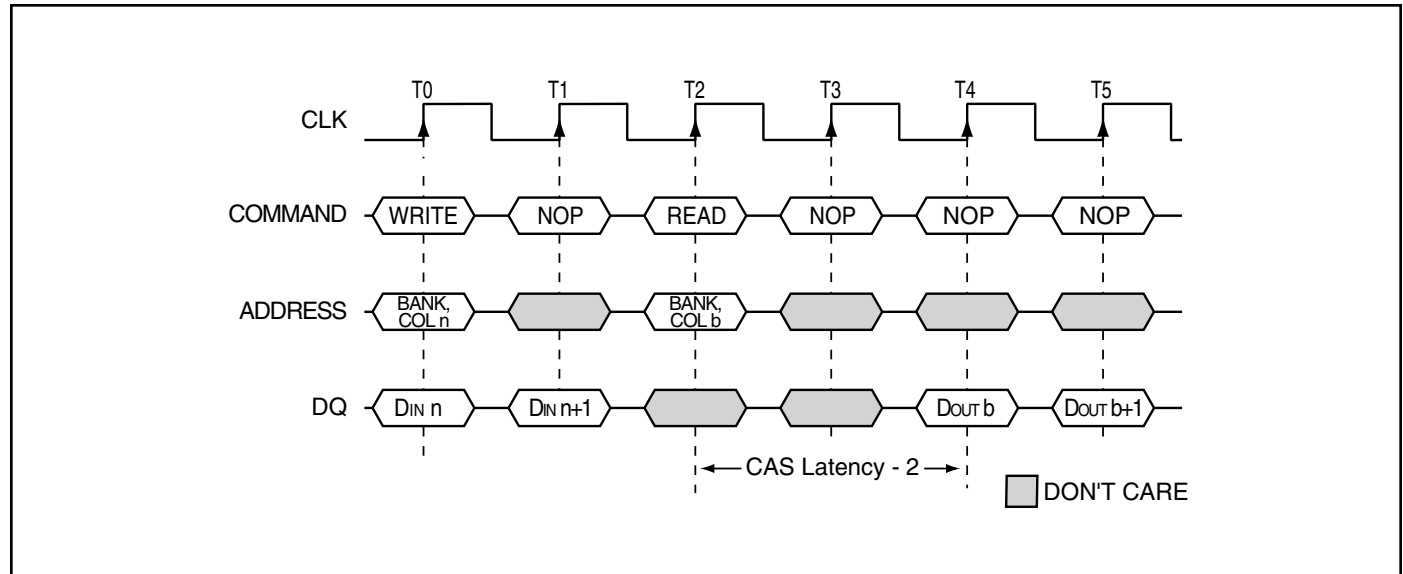 T0 T1 T2 T3 T4 T5
CLK
COMMAND WRITE NOP READ NOP NOP NOP
ADDRESS BANK, COL n BANK, COL b
DQ DIN n DIN n+1 DOUT b DOUT b+1
CAS Latency - 2
DON'T CARE